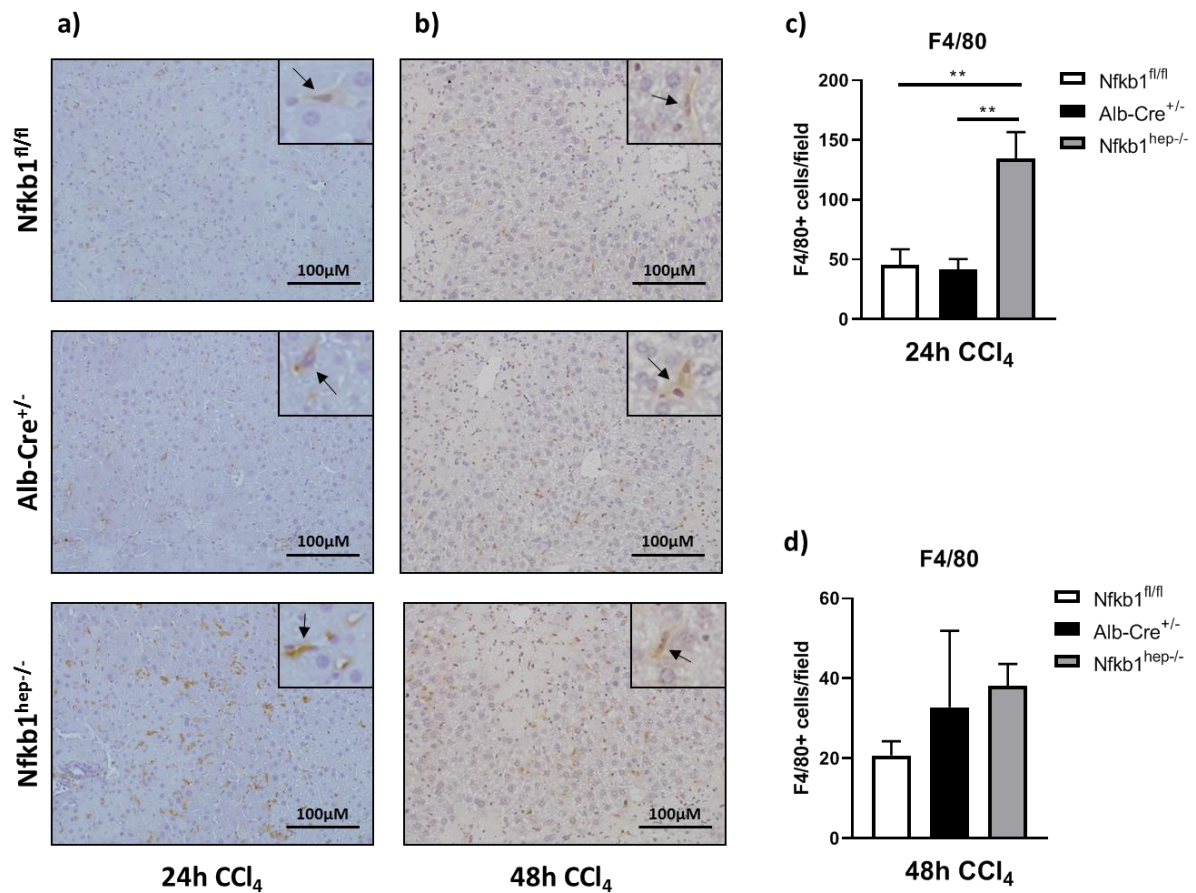 a)
b)
Nfkb1fl/fl
100µM
100µM
Alb-Cre+/-
100µM
100µM
Nfkb1hep-/-
100µM
100µM
24h CCl4
48h CCl4
c)
F4/80
F4/80+ cells/field
200
150
100
50
0
**
**
24h CCl4
Nfkb1fl/fl
Alb-Cre+/-
Nfkb1hep-/-
d)
F4/80
F4/80+ cells/field
60
40
20
0
48h CCl4
Nfkb1fl/fl
Alb-Cre+/-
Nfkb1hep-/-